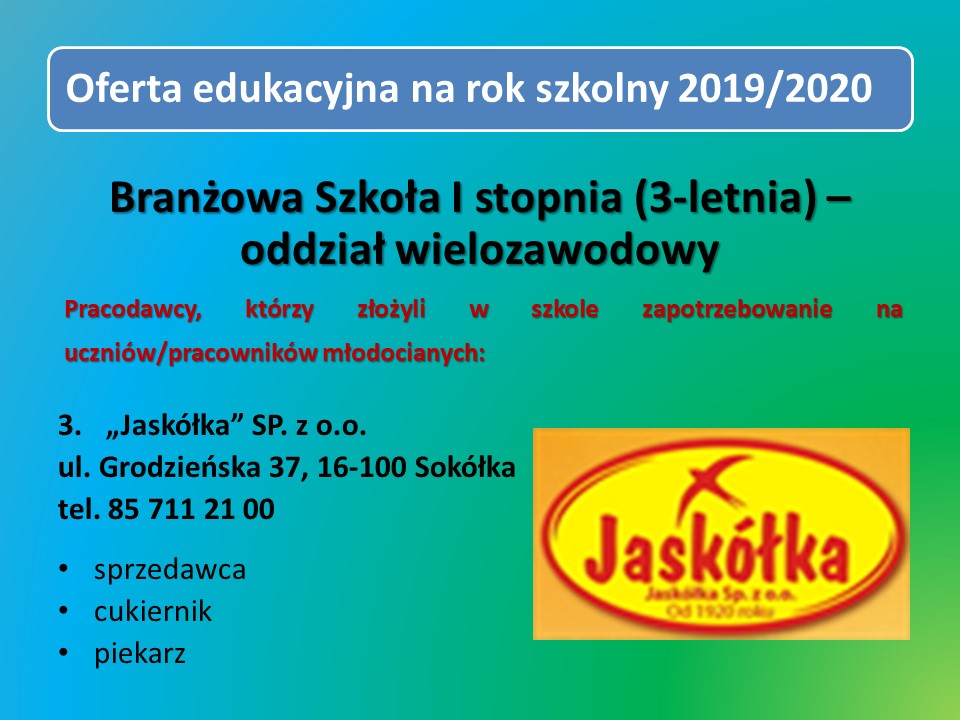 Oferta edukacyjna na rok szkolny 2019/2020
Branżowa Szkoła I stopnia (3-letnia) –
oddział wielozawodowy
Pracodawcy, którzy złożyli w szkole zapotrzebowanie na
uczniów/pracowników młodocianych:
3. „Jaskółka” SP. z o.o.
ul. Grodzieńska 37, 16-100 Sokółka
tel. 85 711 21 00
• sprzedawca
• cukiernik
• piekarz
Jaskółka
Jaskółka Sp. z o.o.
Od 1920 roku